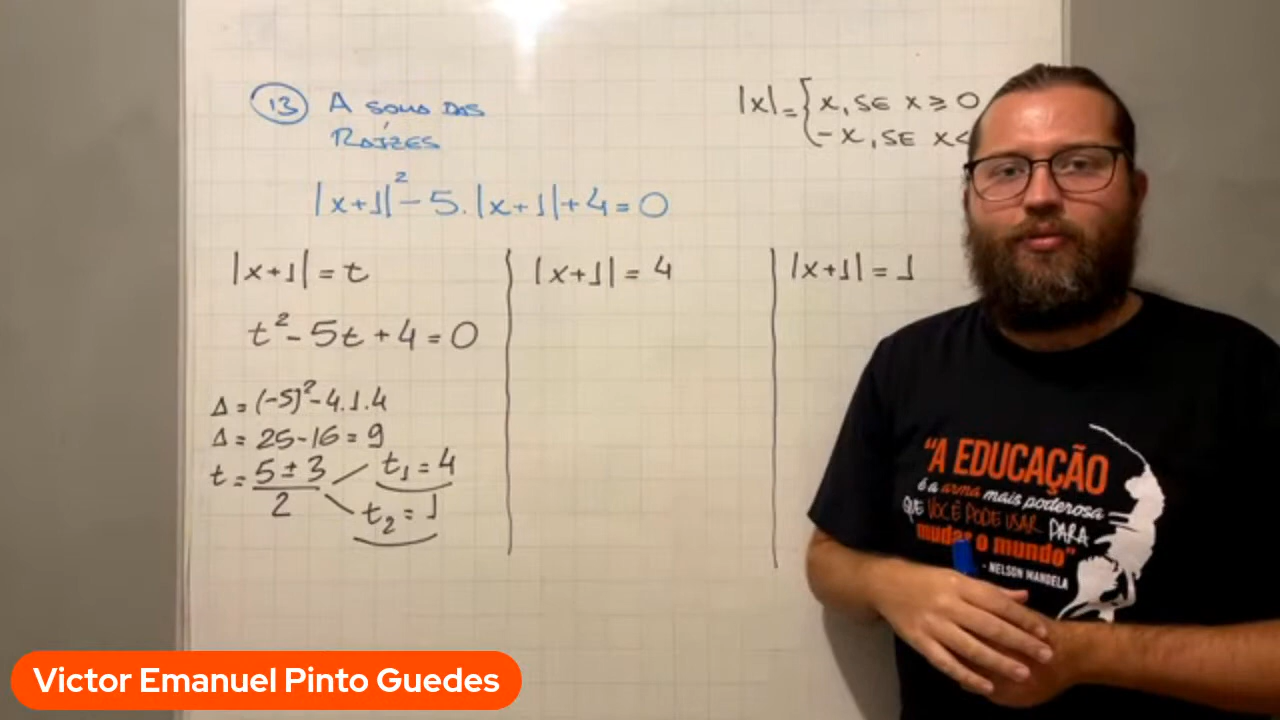 13 A SOMA DAS
RAÍZES
|x+1|² - 5.|x+1| + 4 = 0
|x| = { x, SE x ≥ 0
- x, SE x <
|x+1| = t
t² - 5t + 4 = 0
Δ = (-5)² - 4.1.4
Δ = 25 - 16 = 9
t = 5 ± 3 / 2
t₁ = 4
t₂ = 1
|x+1| = 4
|x+1| = 1
"A EDUCAÇÃO
é a arma mais poderosa
QUE VOCÊ PODE USAR PARA
mudar o mundo"
- NELSON MANDELA
Victor Emanuel Pinto Guedes